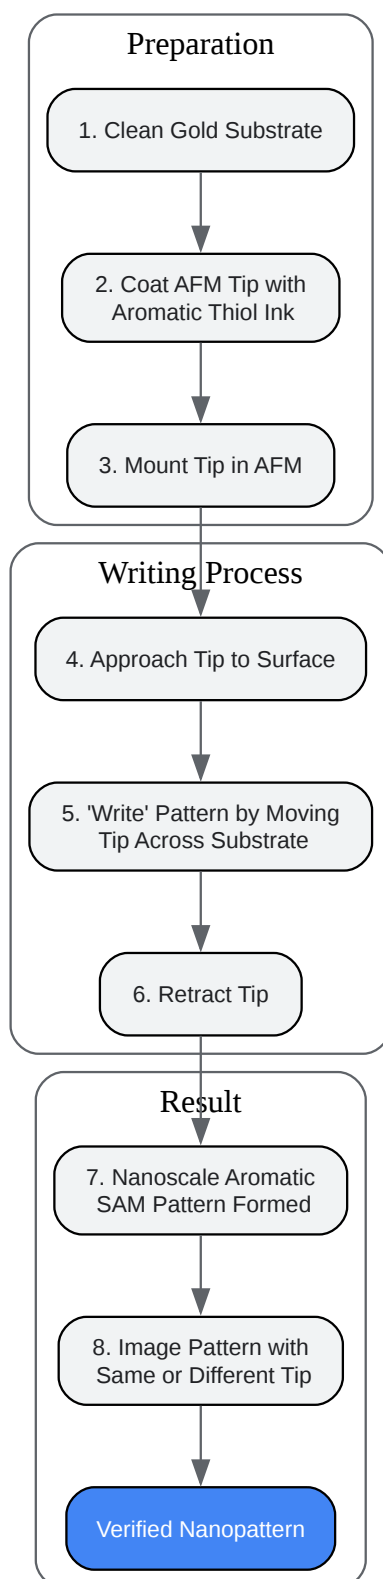 Preparation
1. Clean Gold Substrate
2. Coat AFM Tip with
Aromatic Thiol Ink
3. Mount Tip in AFM
Writing Process
4. Approach Tip to Surface
5. 'Write' Pattern by Moving
Tip Across Substrate
6. Retract Tip
Result
7. Nanoscale Aromatic
SAM Pattern Formed
8. Image Pattern with
Same or Different Tip
Verified Nanopattern